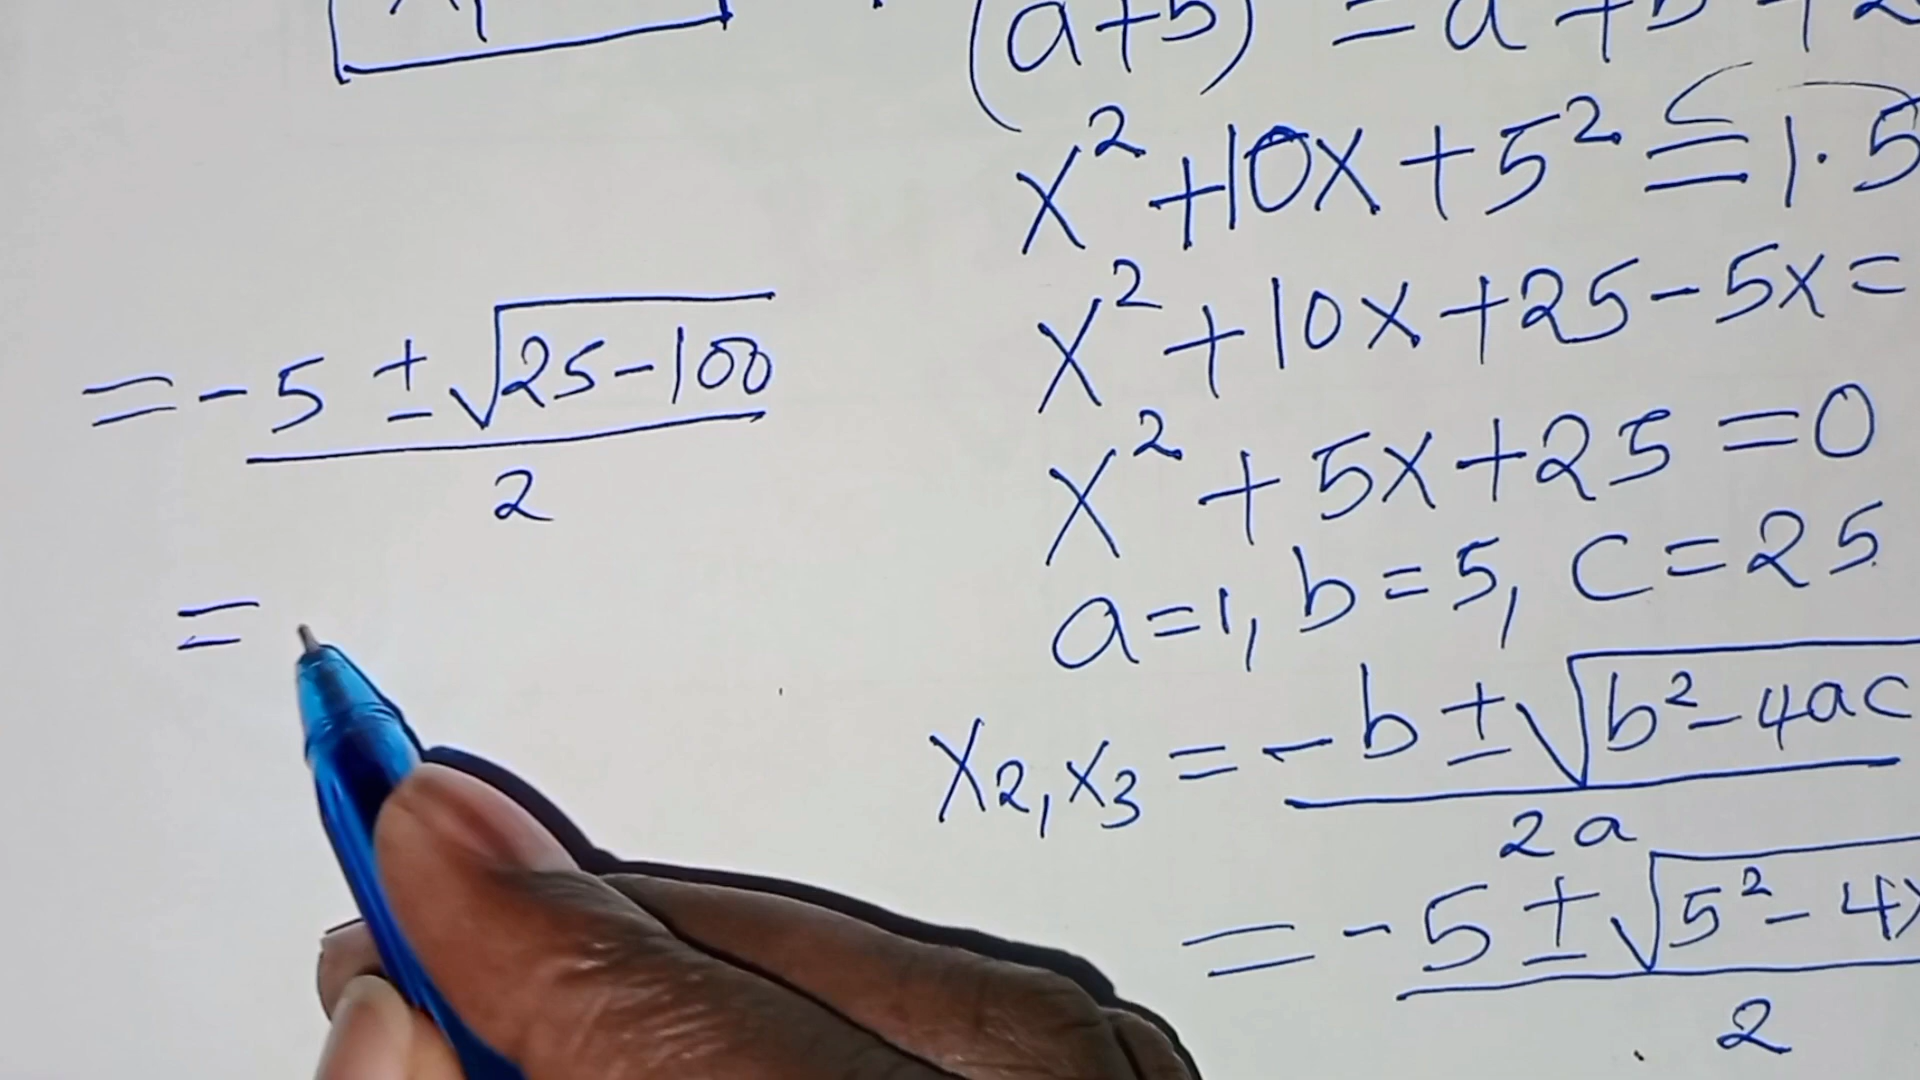 (a+b) = a + b + 2
x² + 10x + 5² = 1·5
x² + 10x + 25 - 5x =
x² + 5x + 25 = 0
a=1, b=5, c=25
x₂, x₃ = -b ± √(b² - 4ac) / 2a
= -5 ± √(5² - 4× / 2
= -5 ± √(25 - 100) / 2
=